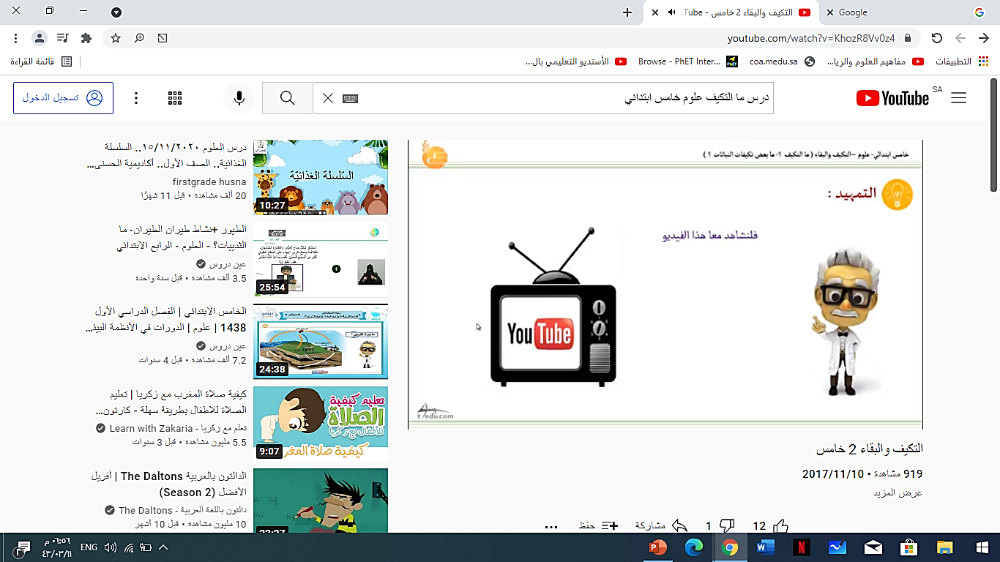 Google
التكيف والبقاء 2 خامس - Tube
youtube.com/watch?v=KhozR8Vv0z4
التطبيقات
مفاهيم العلوم والريا...
coa.medu.sa
Browse - PhET Inter...
الأستديو التعليمي بال...
قائمة القراءة
YouTube SA
درس ما التكيف علوم خامس ابتدائي
تسجيل الدخول
خامس ابتدائي- علوم –التكيف والبقاء ( ما التكيف ؟- ما بعض تكيفات النباتات ؟ )
التمهيد :
فلنشاهد معا هذا الفيديو
You Tube
edu.com
التكيف والبقاء 2 خامس
919 مشاهدة • 2017/11/10
عرض المزيد
12
1
مشاركة
حفظ
السلسلة الغذائية
10:27
درس العلوم ١٥/١١/٢٠٢٠.. السلسلة
الغذائية.. الصف الأول.. أكاديمية الحسنى...
firstgrade husna
20 ألف مشاهدة • قبل 11 شهرًا
25:54
الطيور +نشاط طيران الطيران- ما
الثدييات؟ - العلوم - الرابع الابتدائي
عين دروس
3.5 ألف مشاهدة • قبل سنة واحدة
24:38
الخامس الابتدائي | الفصل الدراسي الأول
1438 | علوم | الدورات في الأنظمة البيئ...
عين دروس
7.2 ألف مشاهدة • قبل 4 سنوات
تعليم كيفية
الصلاة
للأطفال مع زكريا
كيفية صلاة المغر
9:07
كيفية صلاة المغرب مع زكريا | تعليم
الصلاة للاطفال بطريقة سهلة - كارتون...
تعلم مع زكريا - Learn with Zakaria
5.5 مليون مشاهدة • قبل 3 سنوات
الدالتون بالعربية The Daltons | أفريل
الأفضل (Season 2)
دالتون باللغة العربية - The Daltons
10 مليون مشاهدة • قبل 10 أشهر
ENG
٠٦:٥٦ م
٤٣/٠٣/١١